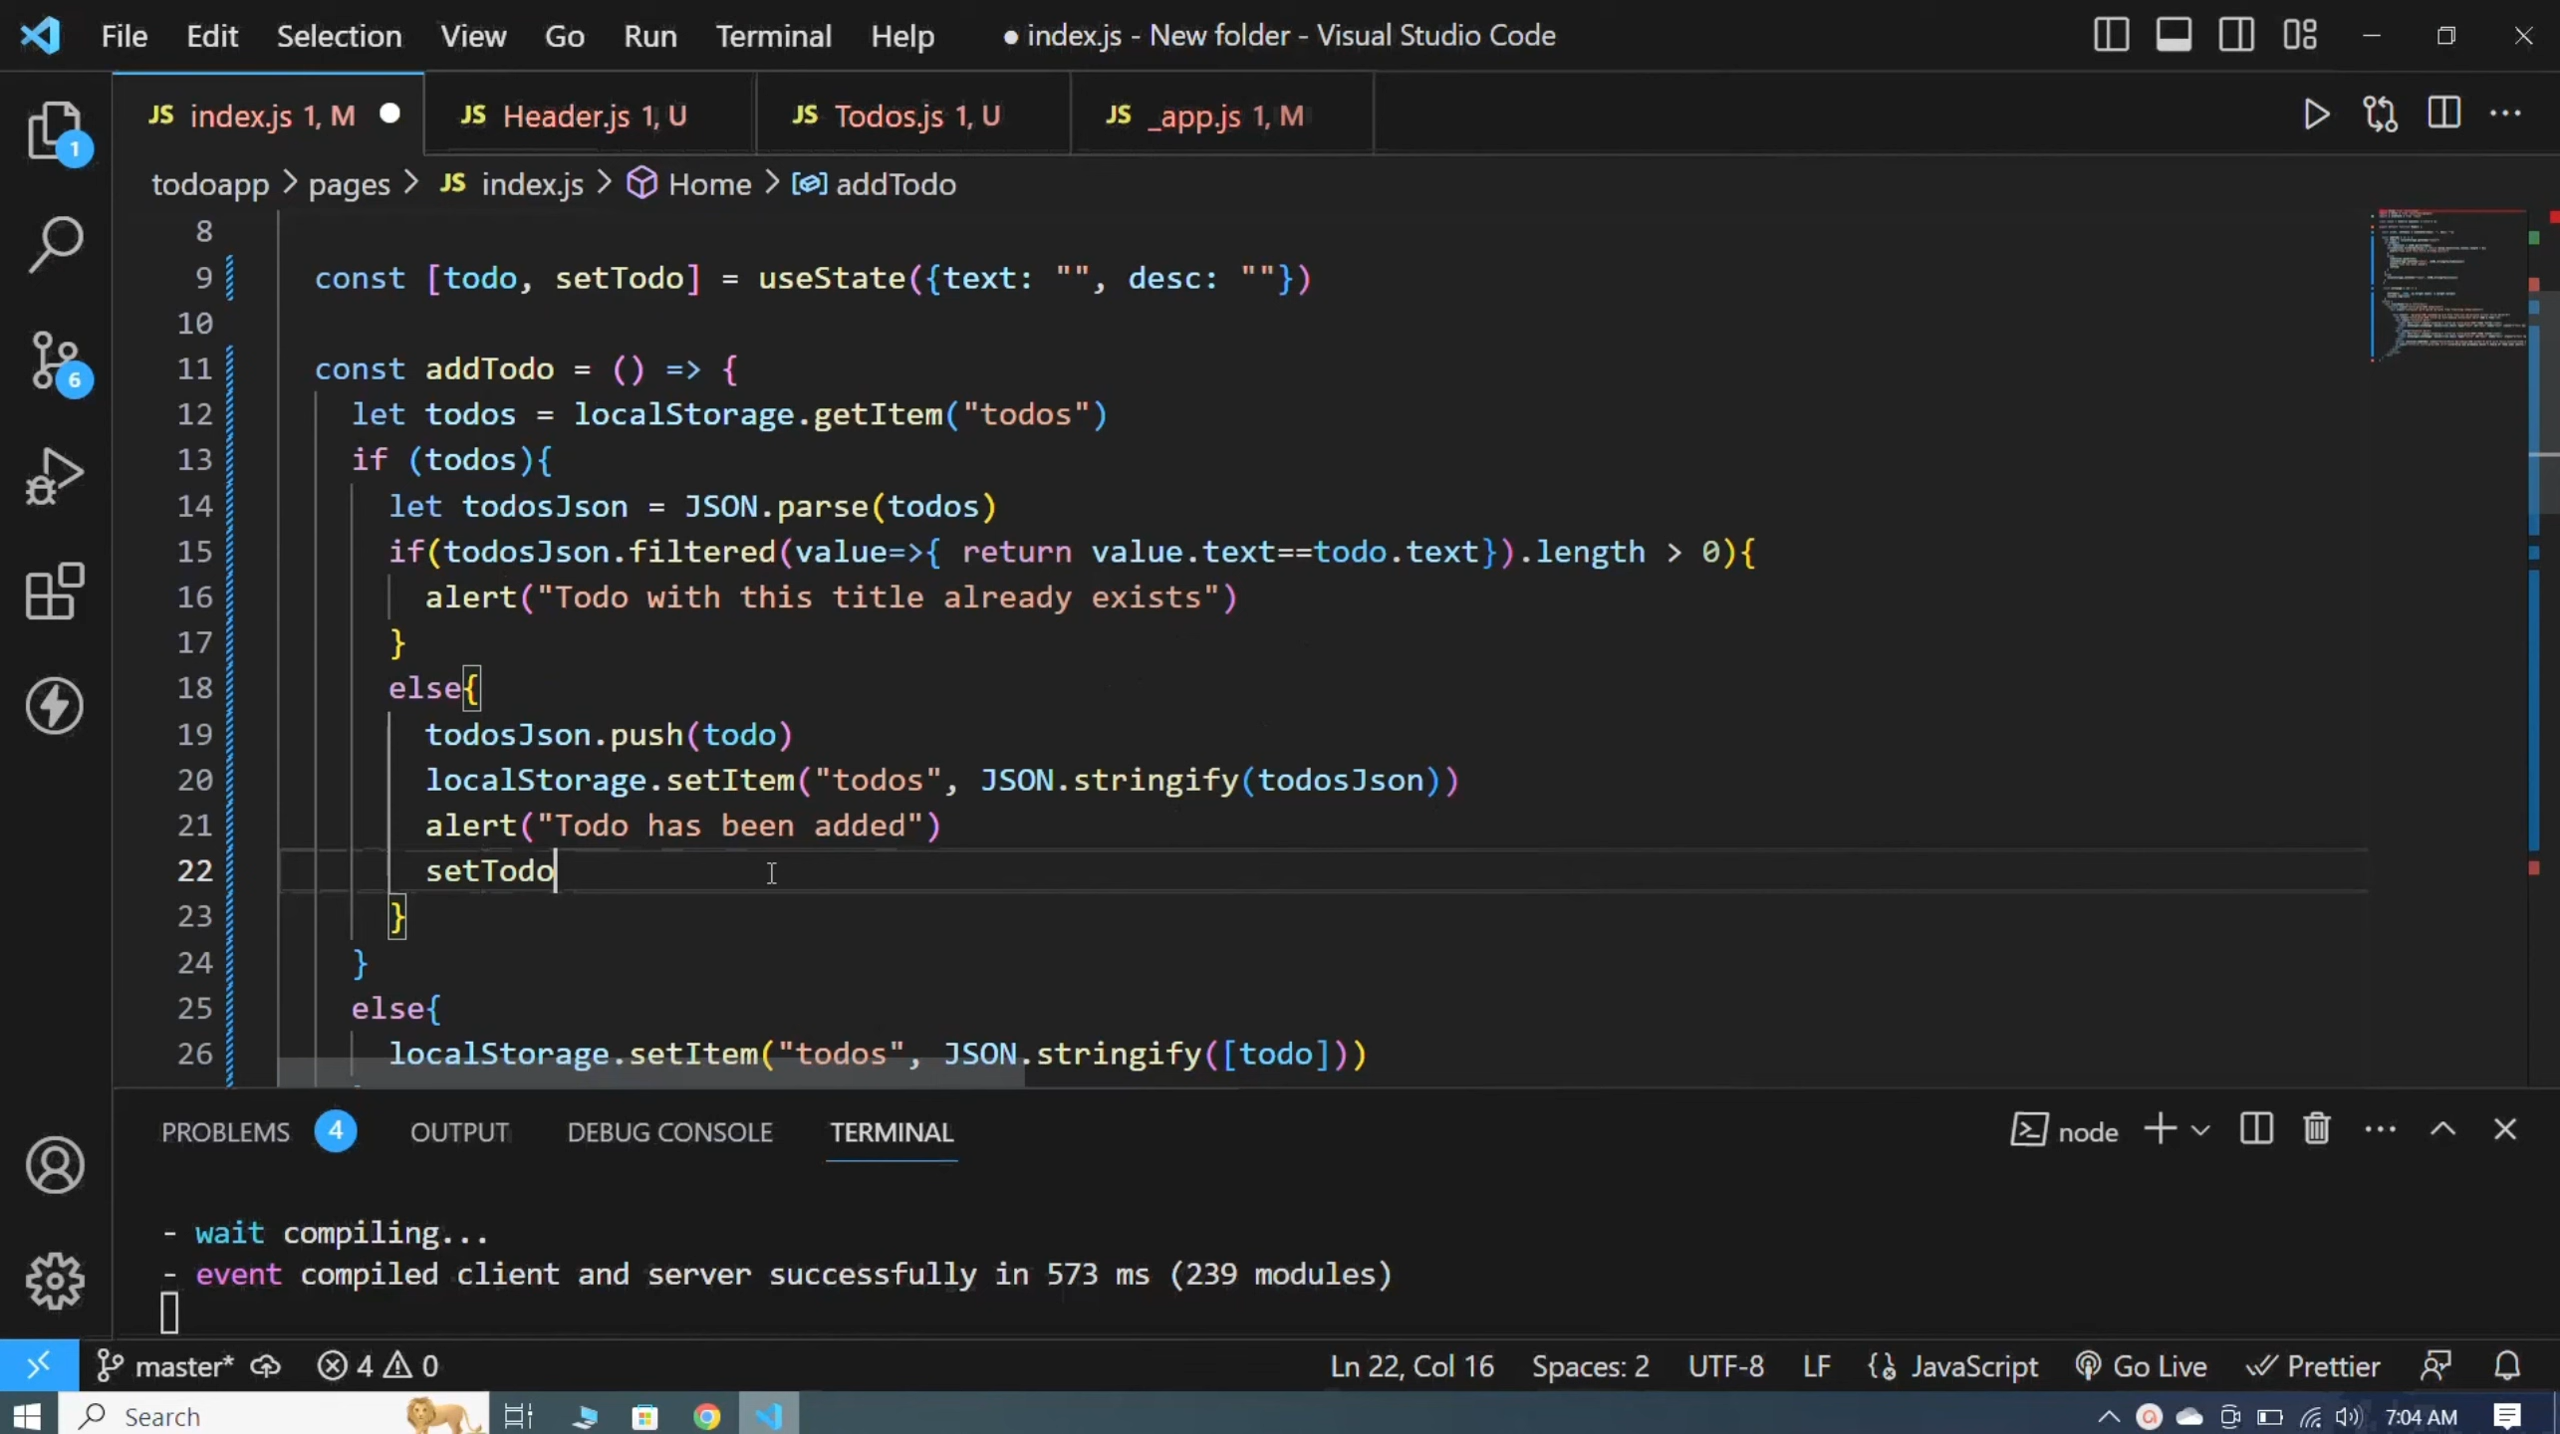 File Edit Selection View Go Run Terminal Help ● index.js - New folder - Visual Studio Code
JS index.js 1, M ● JS Header.js 1, U JS Todos.js 1, U JS _app.js 1, M
todoapp > pages > JS index.js > Home > addTodo
8
9 const [todo, setTodo] = useState({text: "", desc: ""})
10
11 const addTodo = () => {
12 let todos = localStorage.getItem("todos")
13 if (todos){
14 let todosJson = JSON.parse(todos)
15 if(todosJson.filtered(value=>{ return value.text==todo.text}).length > 0){
16 alert("Todo with this title already exists")
17 }
18 else{
19 todosJson.push(todo)
20 localStorage.setItem("todos", JSON.stringify(todosJson))
21 alert("Todo has been added")
22 setTodo
23 }
24 }
25 else{
26 localStorage.setItem("todos", JSON.stringify([todo]))
1
6
PROBLEMS 4 OUTPUT DEBUG CONSOLE TERMINAL node
- wait compiling...
- event compiled client and server successfully in 573 ms (239 modules)
master* 4 0 Ln 22, Col 16 Spaces: 2 UTF-8 LF {} JavaScript Go Live Prettier
Search 7:04 AM